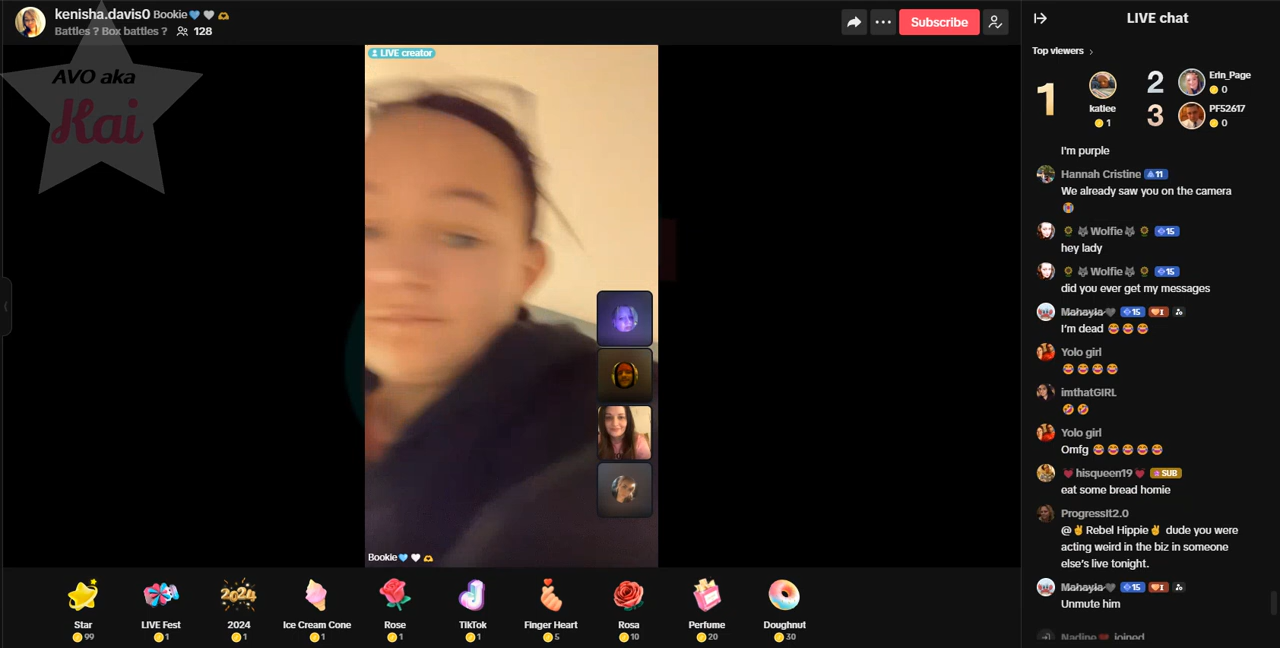 kenisha.davis0 Bookie💙🤍🫶
Battles ? Box battles ? 128
Subscribe
AVO aka
Kai
LIVE creator
Bookie💙🤍🫶
Star
99
LIVE Fest
1
2024
2024
1
Ice Cream Cone
1
Rose
1
TikTok
1
Finger Heart
5
Rosa
10
Perfume
20
Doughnut
30
LIVE chat
Top viewers >
1
katlee
1
2
Erin_Page
0
3
PF52617
0
I'm purple
Hannah Cristine 11
We already saw you on the camera
😭
🌻🐺Wolfie🐺🌻 15
hey lady
🌻🐺Wolfie🐺🌻 15
did you ever get my messages
M̶a̶h̶a̶y̶l̶a̶🖤 15 I
I'm dead 😂😂😂
Yolo girl
😂😂😂😂
imthatGIRL
🤣🤣
Yolo girl
Omfg 😂😂😂😂😂
💗hisqueen19💗 SUB
eat some bread homie
ProgressIt2.0
@✌Rebel Hippie✌ dude you were
acting weird in the biz in someone
else's live tonight.
M̶a̶h̶a̶y̶l̶a̶🖤 15 I
Unmute him
Nadine❤️ joined